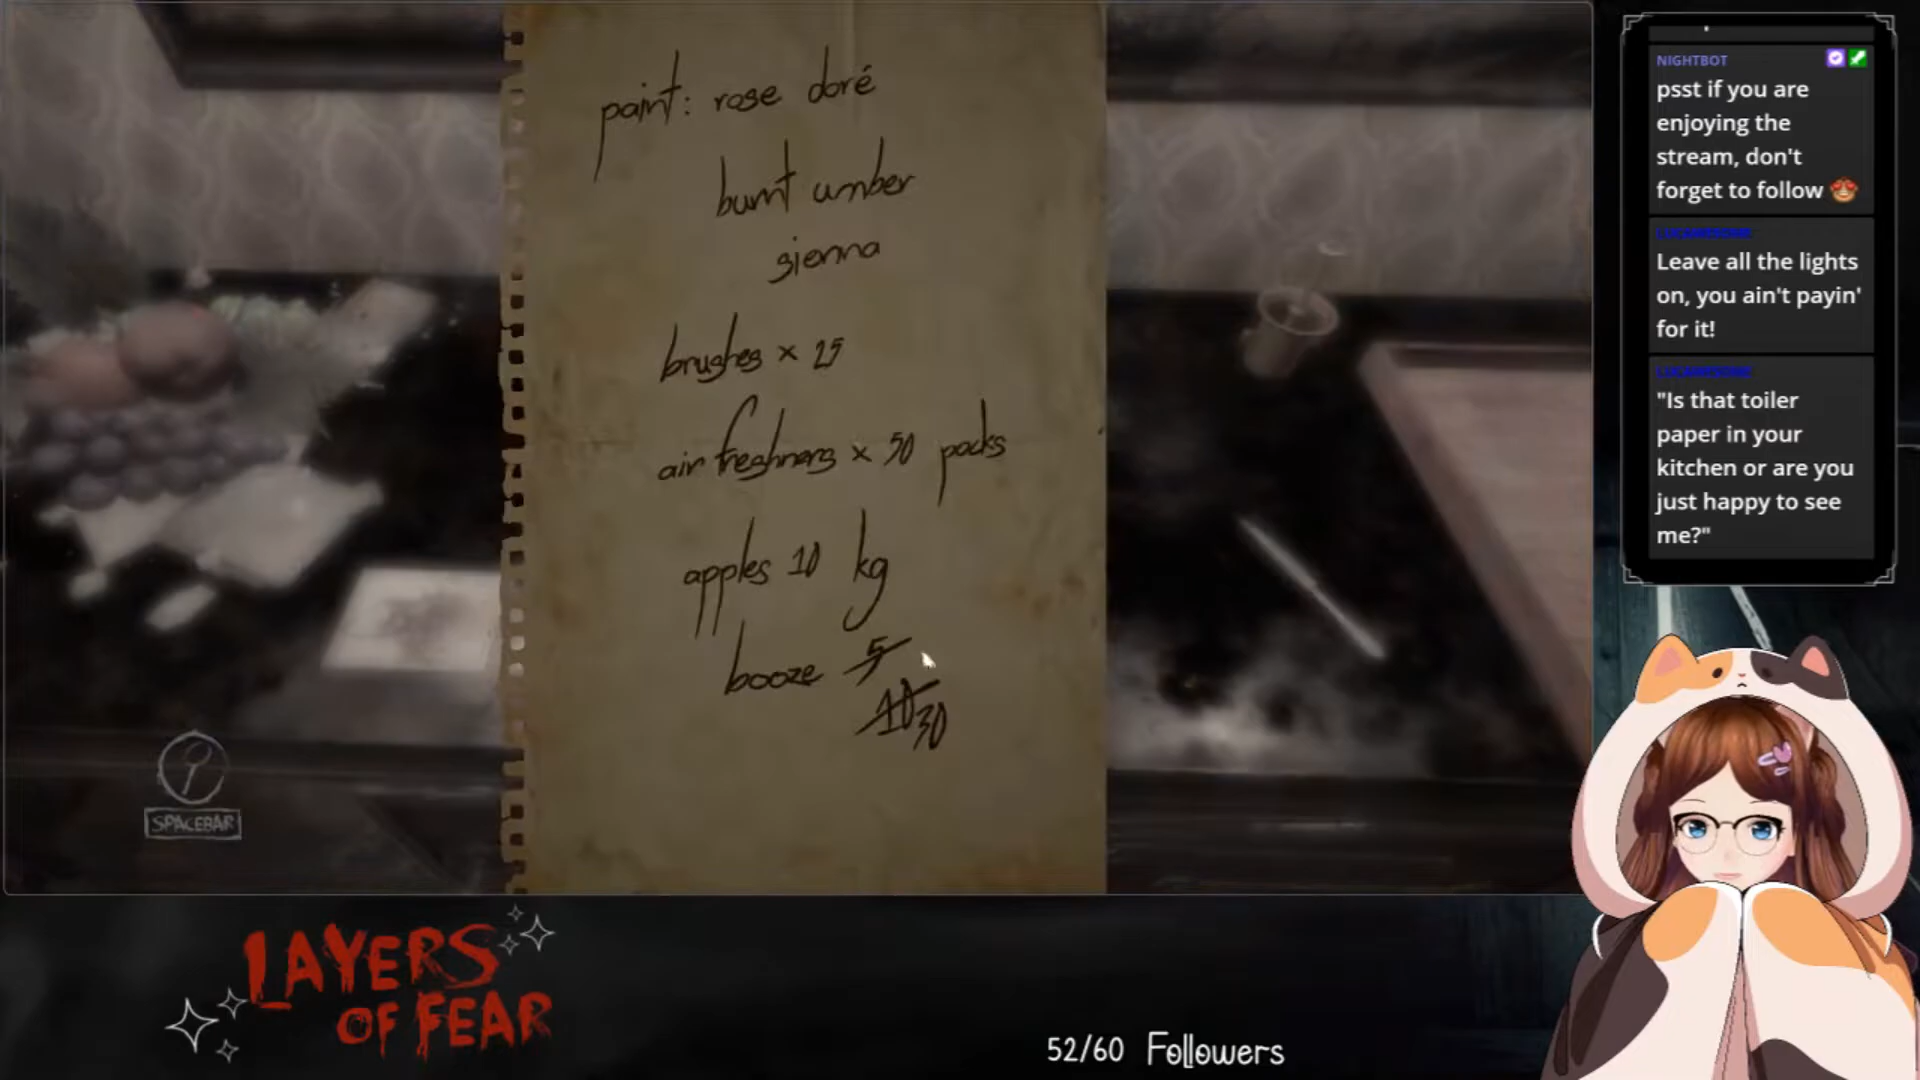 paint: rose doré
burnt umber
sienna
brushes x 25
air freshners x 50 packs
apples 10 kg
booze 5
10 30
SPACEBAR
NIGHTBOT
psst if you are
enjoying the
stream, don't
forget to follow
Leave all the lights
on, you ain't payin'
for it!
"Is that toiler
paper in your
kitchen or are you
just happy to see
me?"
LAYERS
OF FEAR
52/60 Followers